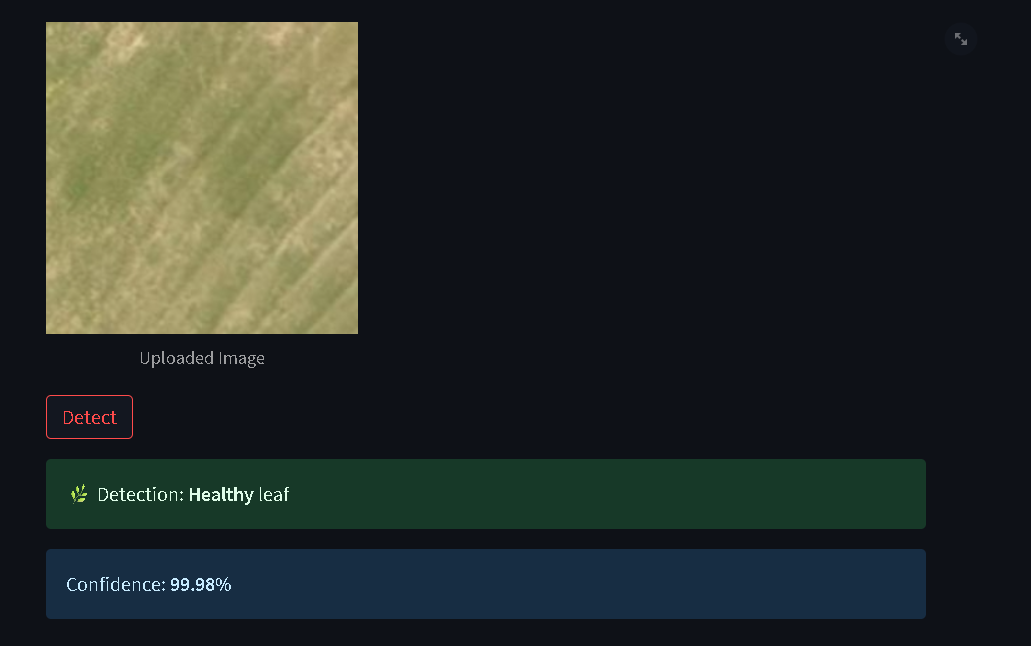 Uploaded Image
Detect
Detection: Healthy leaf
Confidence: 99.98%